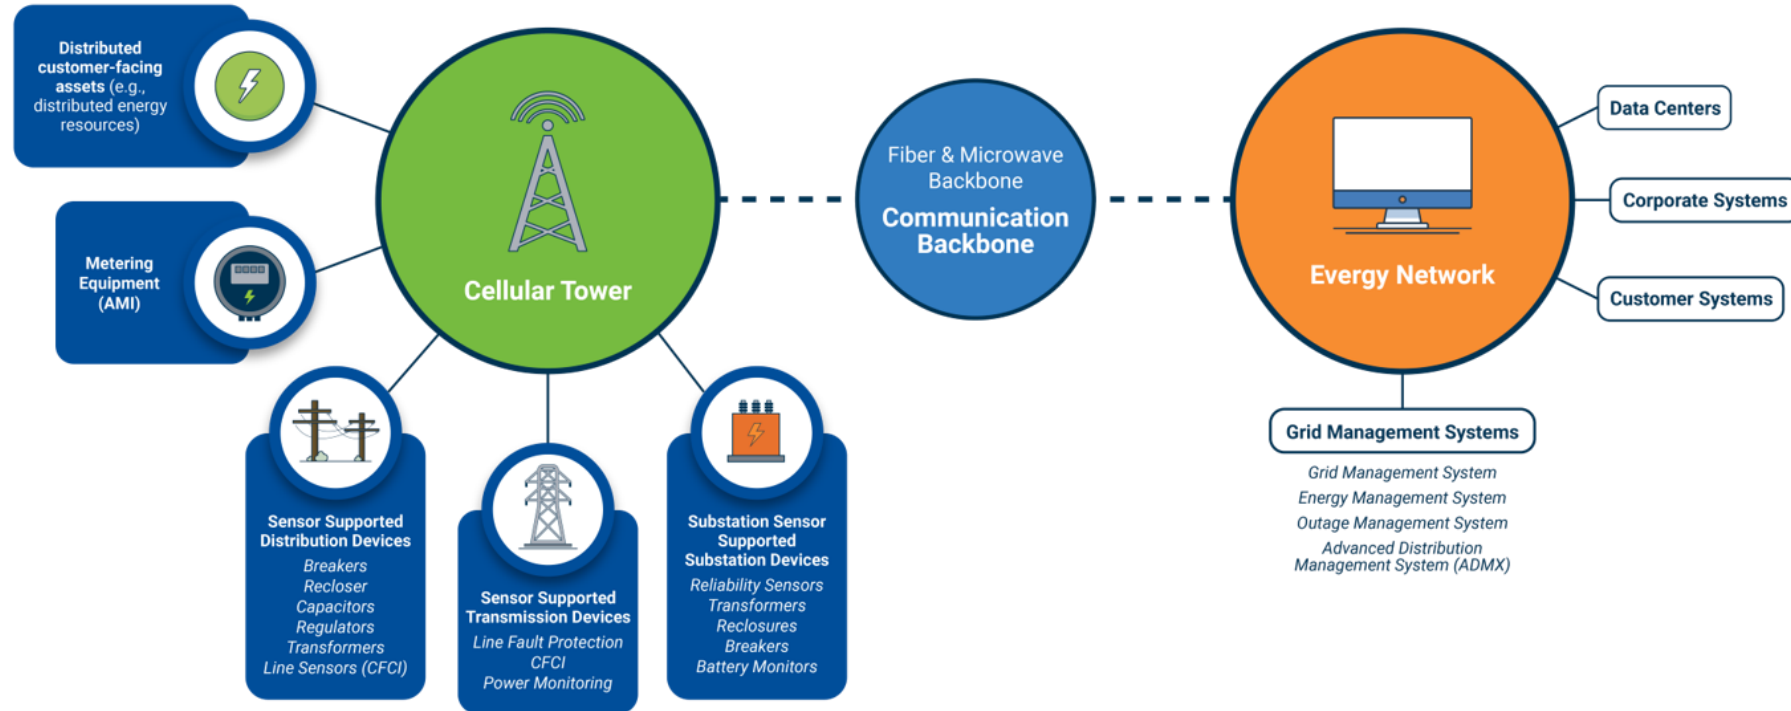 Distributed
customer-facing
assets (e.g.,
distributed energy
resources)
Metering
Equipment
(AMI)
Cellular Tower
Sensor Supported
Distribution Devices
Breakers
Recloser
Capacitors
Regulators
Transformers
Line Sensors (CFCI)
Sensor Supported
Transmission Devices
Line Fault Protection
CFCI
Power Monitoring
Substation Sensor
Supported
Substation Devices
Reliability Sensors
Transformers
Reclosures
Breakers
Battery Monitors
Fiber & Microwave
Backbone
Communication
Backbone
Evergy Network
Data Centers
Corporate Systems
Customer Systems
Grid Management Systems
Grid Management System
Energy Management System
Outage Management System
Advanced Distribution
Management System (ADMX)